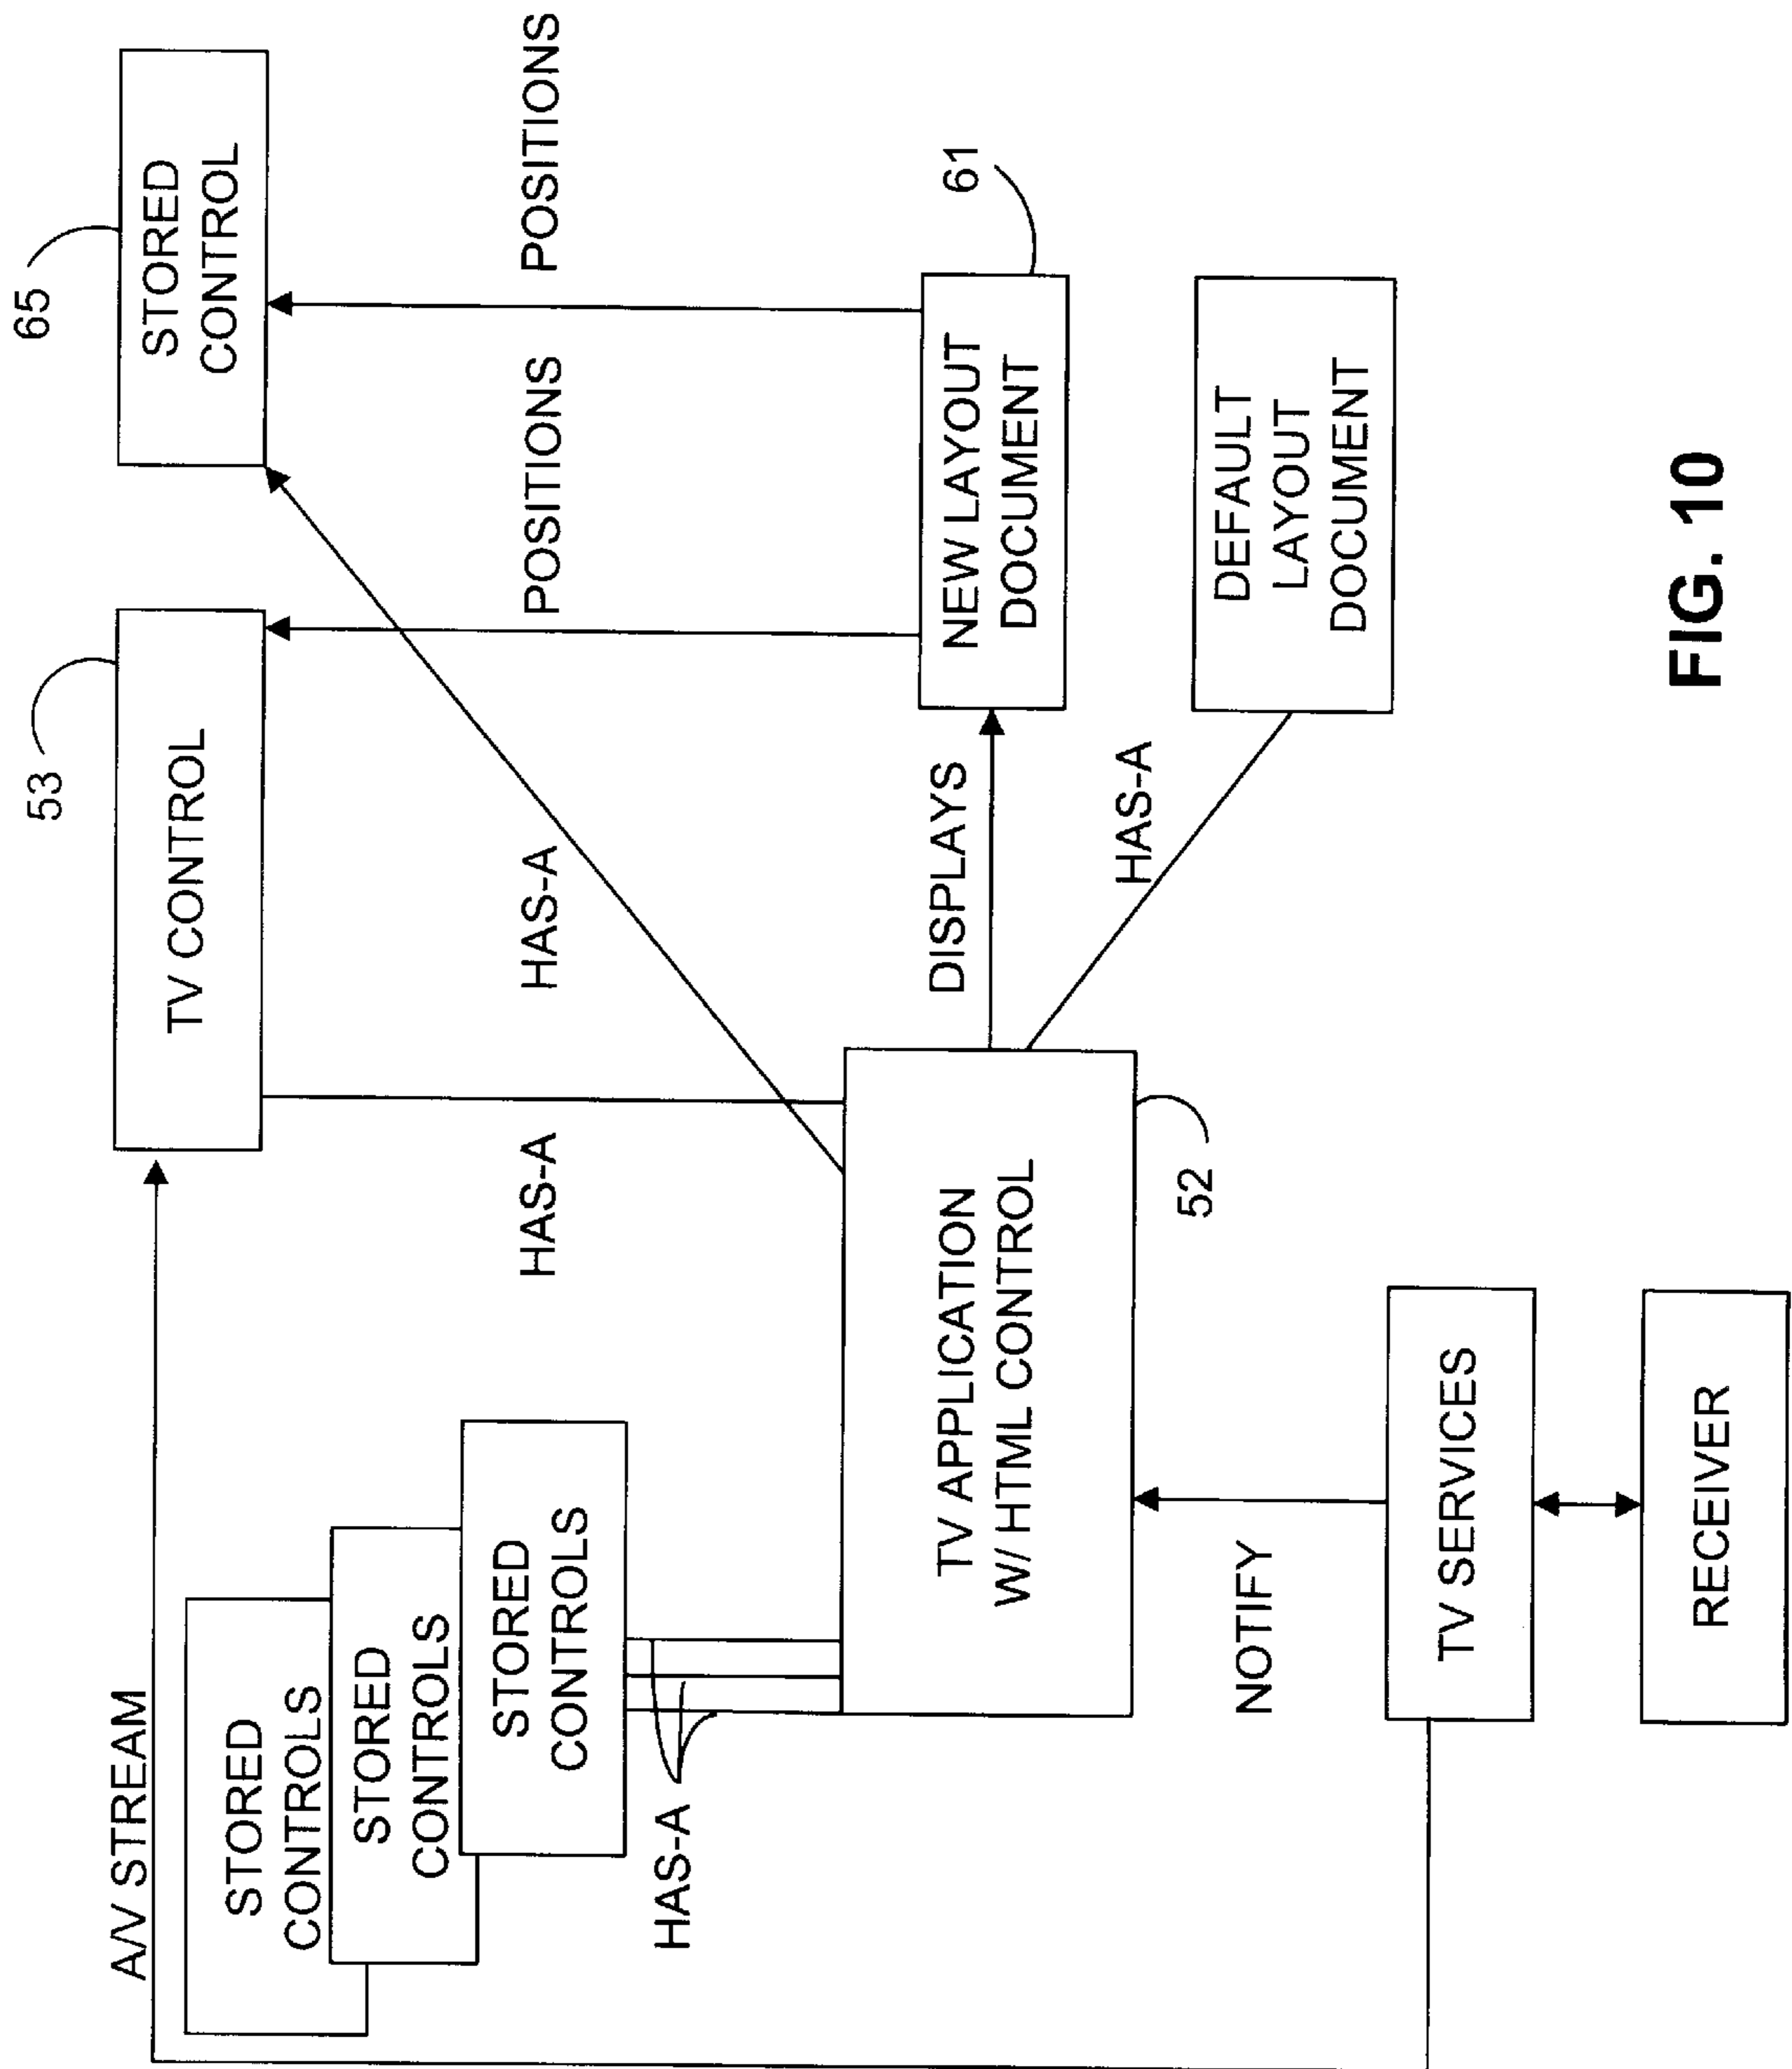 A/V STREAM
STORED
CONTROLS
STORED
CONTROLS
STORED
CONTROLS
HAS-A
53
TV CONTROL
65
STORED
CONTROL
HAS-A
HAS-A
POSITIONS
POSITIONS
TV APPLICATION
W/ HTML CONTROL
52
DISPLAYS
NEW LAYOUT
DOCUMENT
61
HAS-A
DEFAULT
LAYOUT
DOCUMENT
NOTIFY
TV SERVICES
RECEIVER
FIG. 10